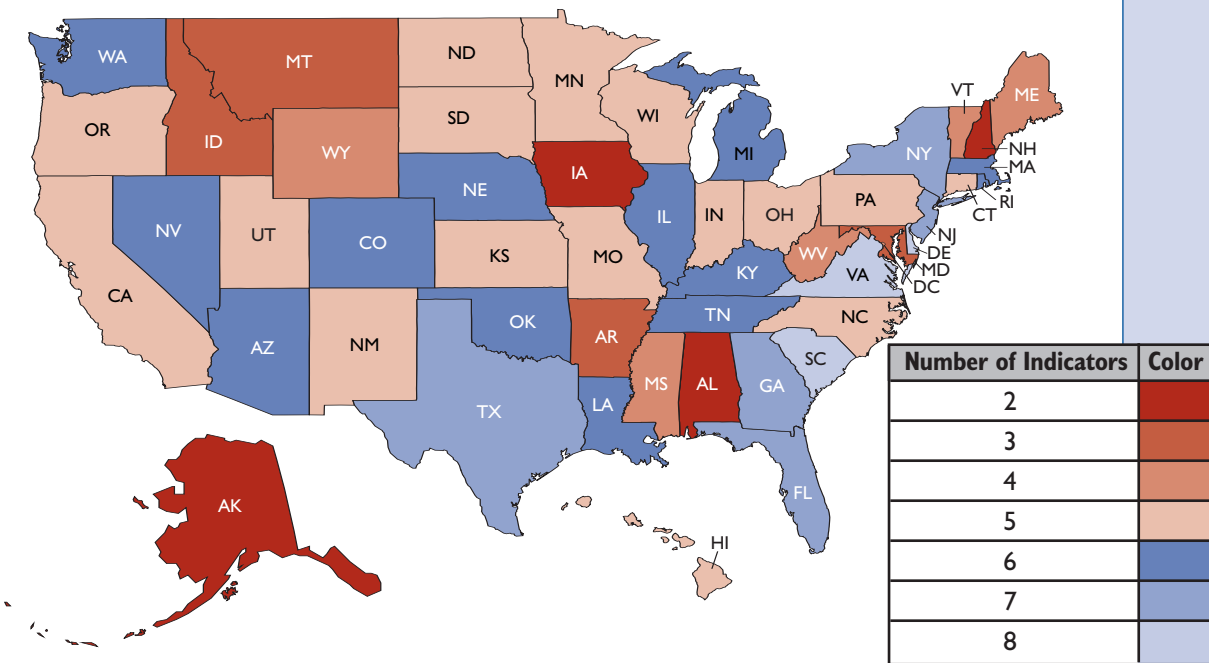 WA
MT
ND
MN
VT
ME
OR
ID
WY
SD
WI
MI
NY
NH
MA
RI
CT
IA
NE
NV
UT
CO
KS
MO
IL
IN
OH
PA
NJ
DE
MD
DC
WV
VA
KY
CA
AZ
NM
OK
AR
TN
NC
SC
TX
LA
MS
AL
GA
FL
AK
HI
Number of Indicators Color
2
3
4
5
6
7
8